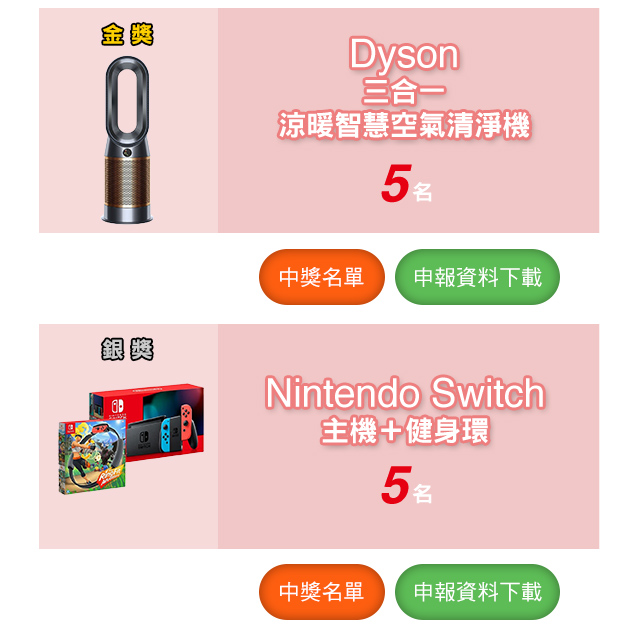 金獎
Dyson
三合一
涼暖智慧空氣清淨機
5名
中獎名單
申報資料下載
銀獎
Nintendo Switch
主機＋健身環
5名
中獎名單
申報資料下載